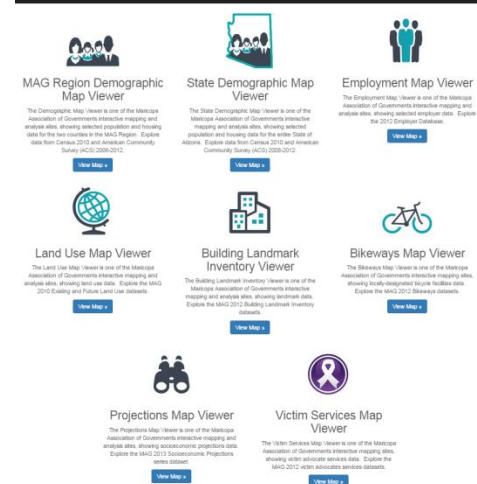 MAG Region Demographic
Map Viewer
The Demographic Map Viewer is one of the Maricopa
Association of Governments interactive mapping and
analysis sites, showing selected population and housing
data for the two counties in the MAG Region. Explore
data from Census 2010 and American Community
Survey (ACS) 2008-2012.
View Map »
State Demographic Map
Viewer
The State Demographic Map Viewer is one of the
Maricopa Association of Governments interactive
mapping and analysis sites, showing selected
population and housing data for the entire State of
Arizona. Explore data from Census 2010 and American
Community Survey (ACS) 2008-2012.
View Map »
Employment Map Viewer
The Employment Map Viewer is one of the Maricopa
Association of Governments interactive mapping and
analysis sites, showing selected employer data. Explore
the 2012 Employer Database.
View Map »
Land Use Map Viewer
The Land Use Map Viewer is one of the Maricopa
Association of Governments interactive mapping and
analysis sites, showing land use data. Explore the MAG
2010 Existing and Future Land Use datasets.
View Map »
Building Landmark
Inventory Viewer
The Building Landmark Inventory Viewer is one of the
Maricopa Association of Governments interactive
mapping and analysis sites, showing landmark data.
Explore the MAG 2012 Building Landmark Inventory
datasets.
View Map »
Bikeways Map Viewer
The Bikeways Map Viewer is one of the Maricopa
Association of Governments interactive mapping sites,
showing locally-designated bicycle facilities data.
Explore the MAG 2012 Bikeways datasets.
View Map »
Projections Map Viewer
The Projections Map Viewer is one of the Maricopa
Association of Governments interactive mapping and
analysis sites, showing socioeconomic projections data.
Explore the MAG 2013 Socioeconomic Projections
series dataset.
View Map »
Victim Services Map
Viewer
The Victim Services Map Viewer is one of the Maricopa
Association of Governments interactive mapping sites,
showing victim advocate services data. Explore the
MAG 2012 victim advocates services datasets.
View Map »